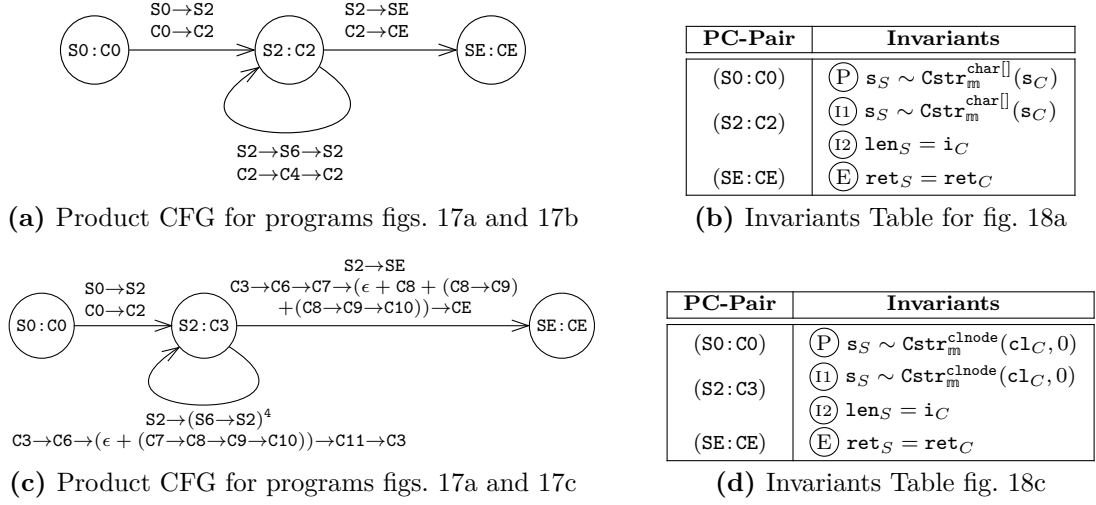 S0→S2
C0→C2
S2→SE
C2→CE
S0:C0
S2:C2
SE:CE
S2→S6→S2
C2→C4→C2
(a) Product CFG for programs figs. 17a and 17b
PC-Pair Invariants
(S0:C0) Ⓟ s_S ∼ Cstr_𝕞^{char[]}(s_C)
(S2:C2) (I1) s_S ∼ Cstr_𝕞^{char[]}(s_C)
(I2) len_S = i_C
(SE:CE) Ⓔ ret_S = ret_C
(b) Invariants Table for fig. 18a
S0→S2
C0→C2
S2→SE
C3→C6→C7→(ϵ + C8 + (C8→C9)
+(C8→C9→C10))→CE
S0:C0
S2:C3
SE:CE
S2→(S6→S2)^4
C3→C6→(ϵ + (C7→C8→C9→C10))→C11→C3
(c) Product CFG for programs figs. 17a and 17c
PC-Pair Invariants
(S0:C0) Ⓟ s_S ∼ Cstr_𝕞^{clnode}(cl_C, 0)
(S2:C3) (I1) s_S ∼ Cstr_𝕞^{clnode}(cl_C, 0)
(I2) len_S = i_C
(SE:CE) Ⓔ ret_S = ret_C
(d) Invariants Table fig. 18c